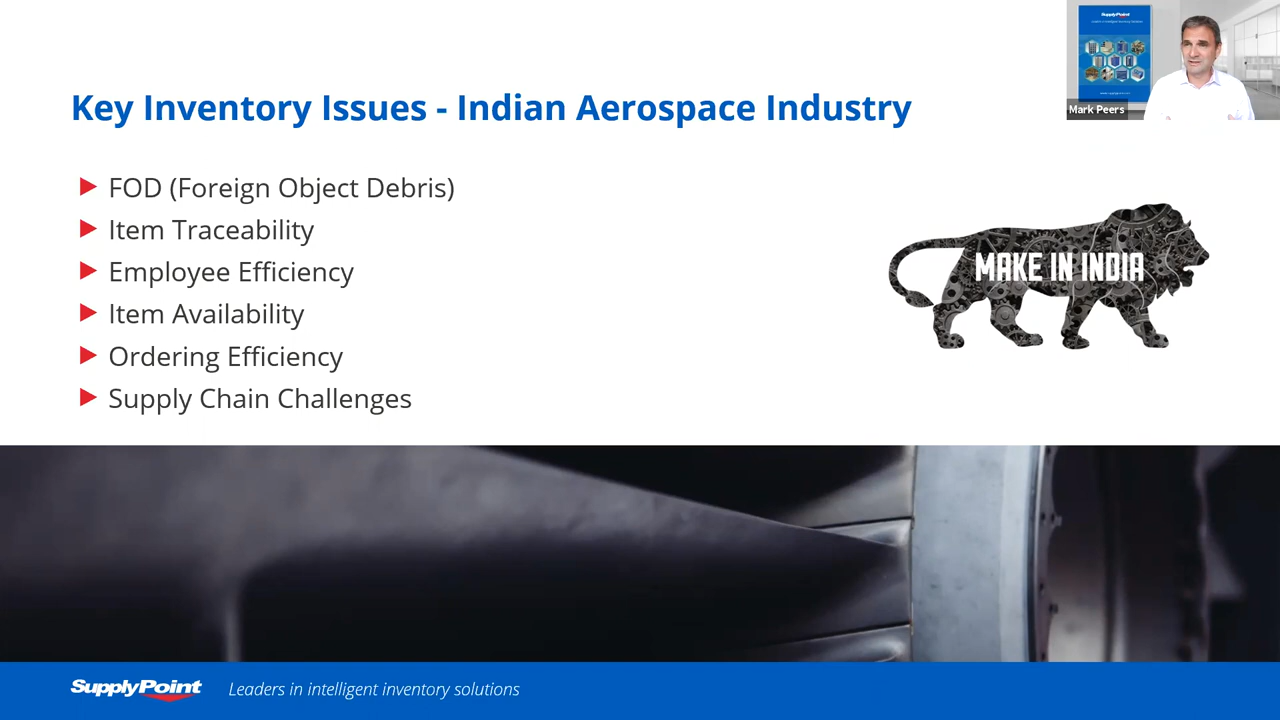 SupplyPoint
Mark Peers
Key Inventory Issues - Indian Aerospace Industry
FOD (Foreign Object Debris)
Item Traceability
Employee Efficiency
Item Availability
Ordering Efficiency
Supply Chain Challenges
MAKE IN INDIA
SupplyPoint
Leaders in intelligent inventory solutions